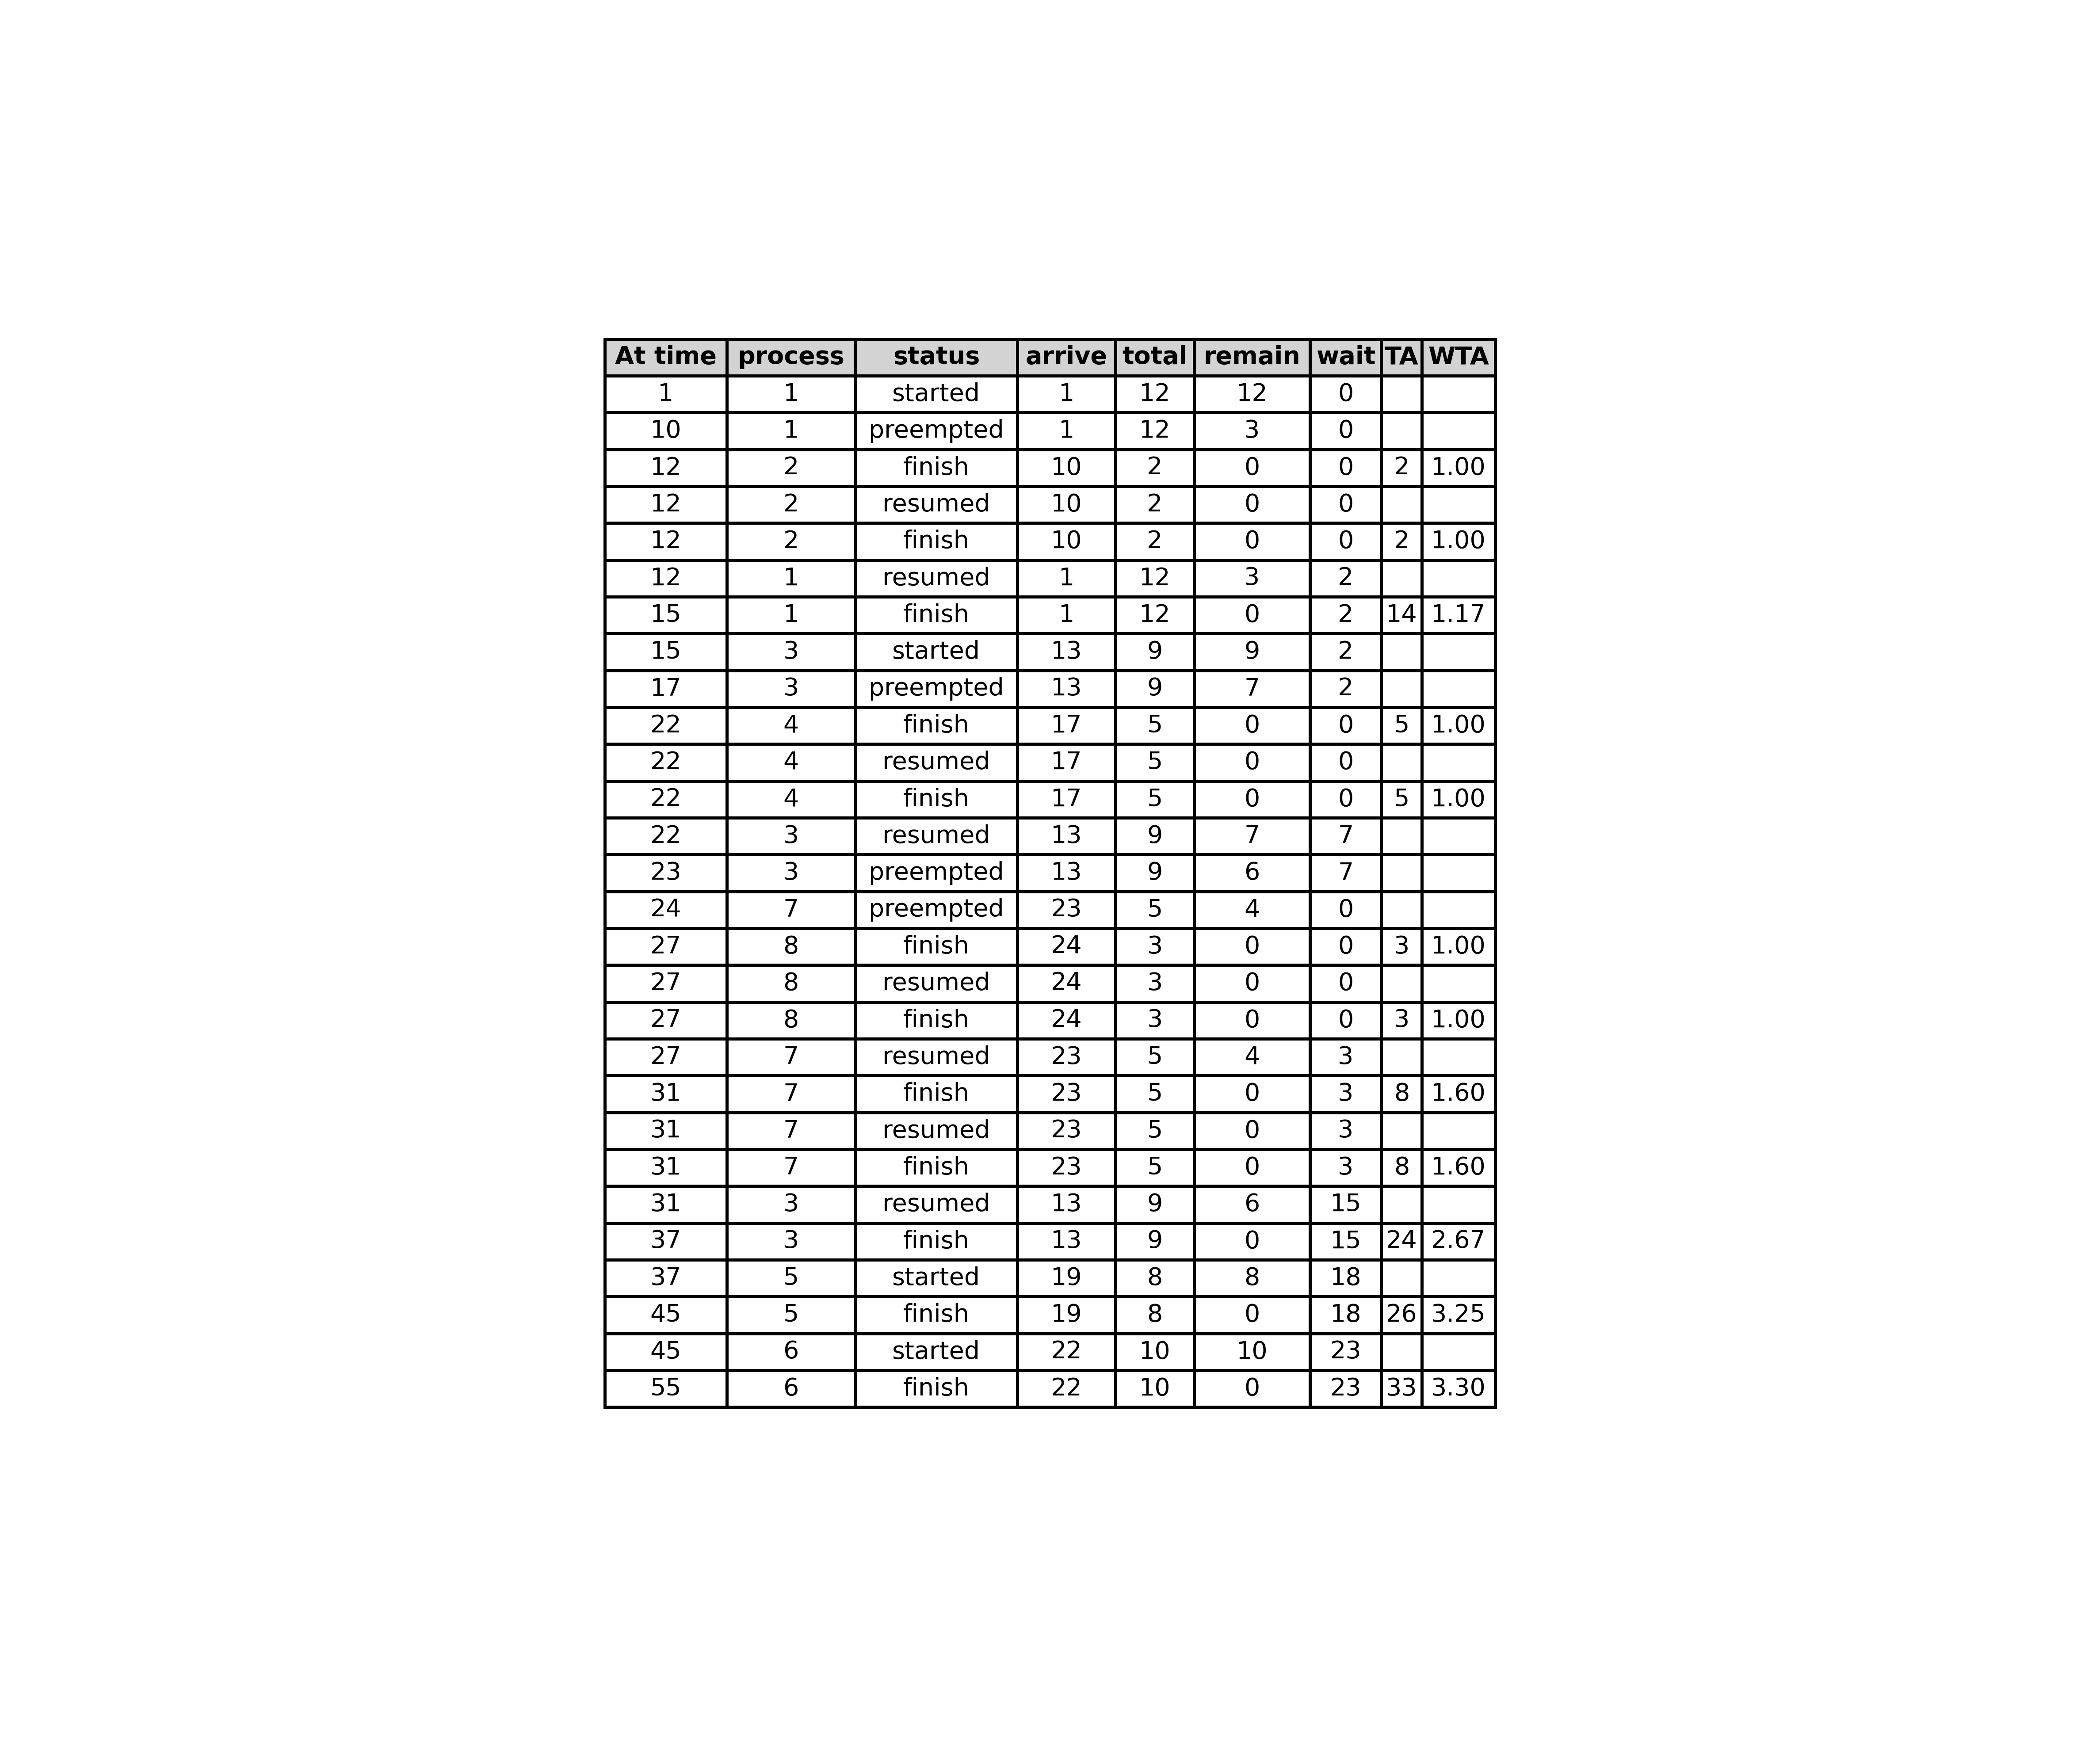 At time process status arrive total remain wait TA WTA
1 1 started 1 12 12 0
10 1 preempted 1 12 3 0
12 2 finish 10 2 0 0 2 1.00
12 2 resumed 10 2 0 0
12 2 finish 10 2 0 0 2 1.00
12 1 resumed 1 12 3 2
15 1 finish 1 12 0 2 14 1.17
15 3 started 13 9 9 2
17 3 preempted 13 9 7 2
22 4 finish 17 5 0 0 5 1.00
22 4 resumed 17 5 0 0
22 4 finish 17 5 0 0 5 1.00
22 3 resumed 13 9 7 7
23 3 preempted 13 9 6 7
24 7 preempted 23 5 4 0
27 8 finish 24 3 0 0 3 1.00
27 8 resumed 24 3 0 0
27 8 finish 24 3 0 0 3 1.00
27 7 resumed 23 5 4 3
31 7 finish 23 5 0 3 8 1.60
31 7 resumed 23 5 0 3
31 7 finish 23 5 0 3 8 1.60
31 3 resumed 13 9 6 15
37 3 finish 13 9 0 15 24 2.67
37 5 started 19 8 8 18
45 5 finish 19 8 0 18 26 3.25
45 6 started 22 10 10 23
55 6 finish 22 10 0 23 33 3.30